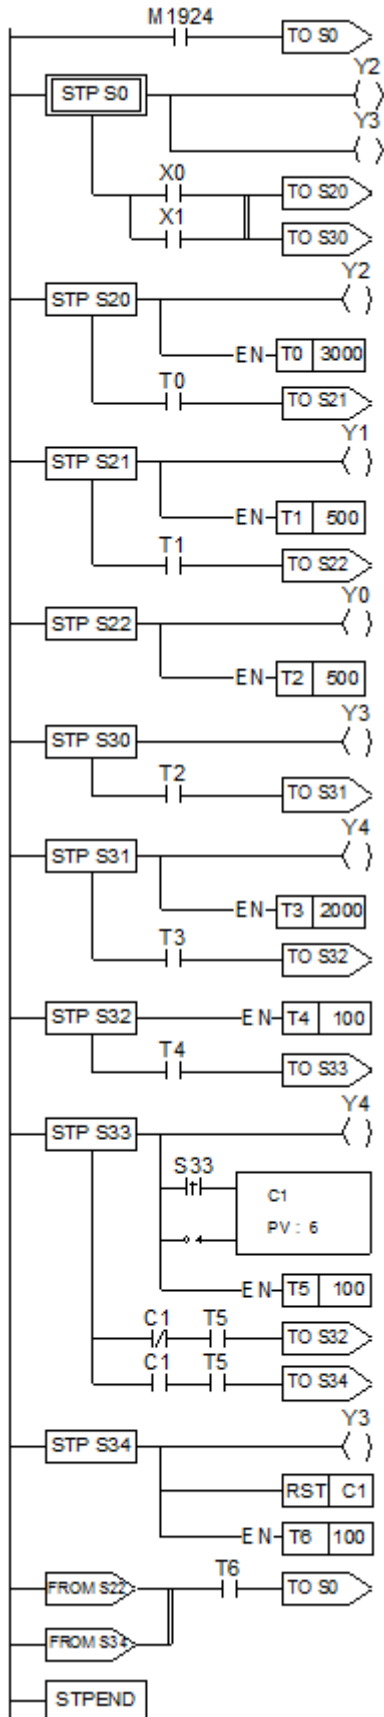 M1924
TO S0
Y2
STP S0
Y3
X0
TO S20
X1
TO S30
Y2
STP S20
EN T0 3000
T0
TO S21
Y1
STP S21
EN T1 500
T1
TO S22
Y0
STP S22
EN T2 500
Y3
STP S30
T2
TO S31
Y4
STP S31
EN T3 2000
T3
TO S32
STP S32 EN T4 100
T4
TO S33
Y4
STP S33
S33
C1
PV : 6
EN T5 100
C1 T5
TO S32
C1 T5
TO S34
Y3
STP S34
RST C1
EN T6 100
T6
FROM S22 TO S0
FROM S34
STPEND